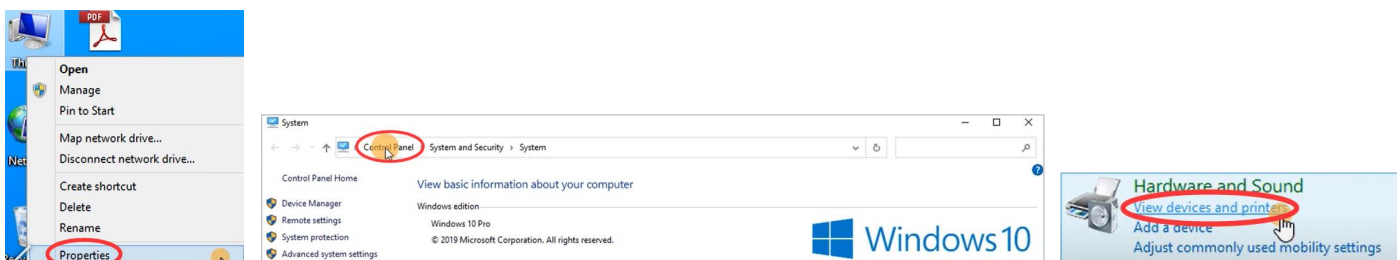 PDF
Open
Manage
Pin to Start
Map network drive...
Disconnect network drive...
Create shortcut
Delete
Rename
Properties
System
Control Panel › System and Security › System
Control Panel Home
View basic information about your computer
Device Manager
Windows edition
Remote settings
Windows 10 Pro
System protection
© 2019 Microsoft Corporation. All rights reserved.
Advanced system settings
Windows 10
Hardware and Sound
View devices and printers
Add a device
Adjust commonly used mobility settings